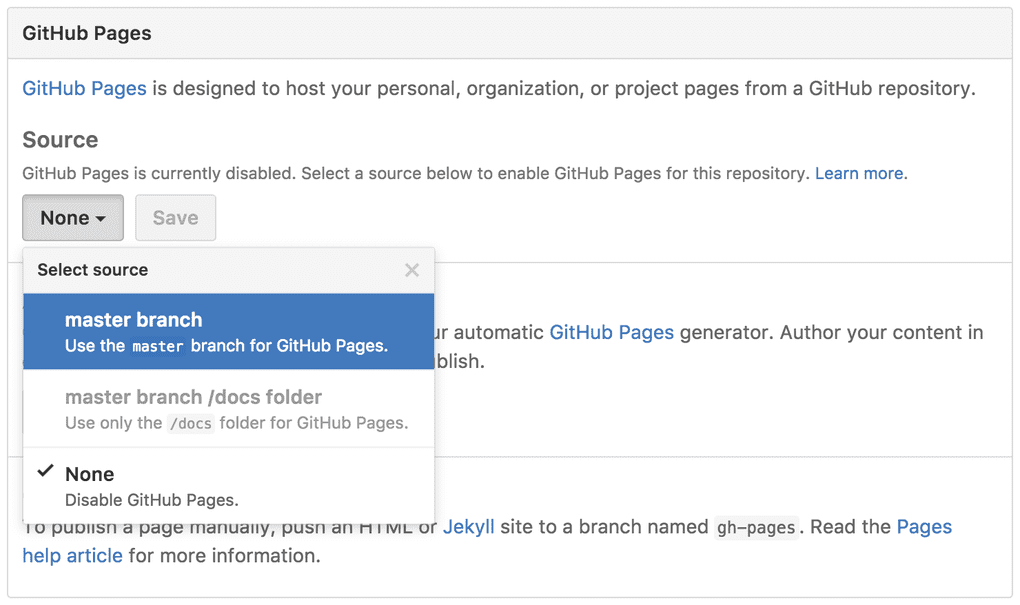 GitHub Pages
GitHub Pages is designed to host your personal, organization, or project pages from a GitHub repository.
Source
GitHub Pages is currently disabled. Select a source below to enable GitHub Pages for this repository. Learn more.
None Save
Select source
master branch
Use the master branch for GitHub Pages.
automatic GitHub Pages generator. Author your content in
master branch /docs folder
Use only the /docs folder for GitHub Pages.
None
Disable GitHub Pages.
To publish a page manually, push an HTML or Jekyll site to a branch named gh-pages. Read the Pages
help article for more information.